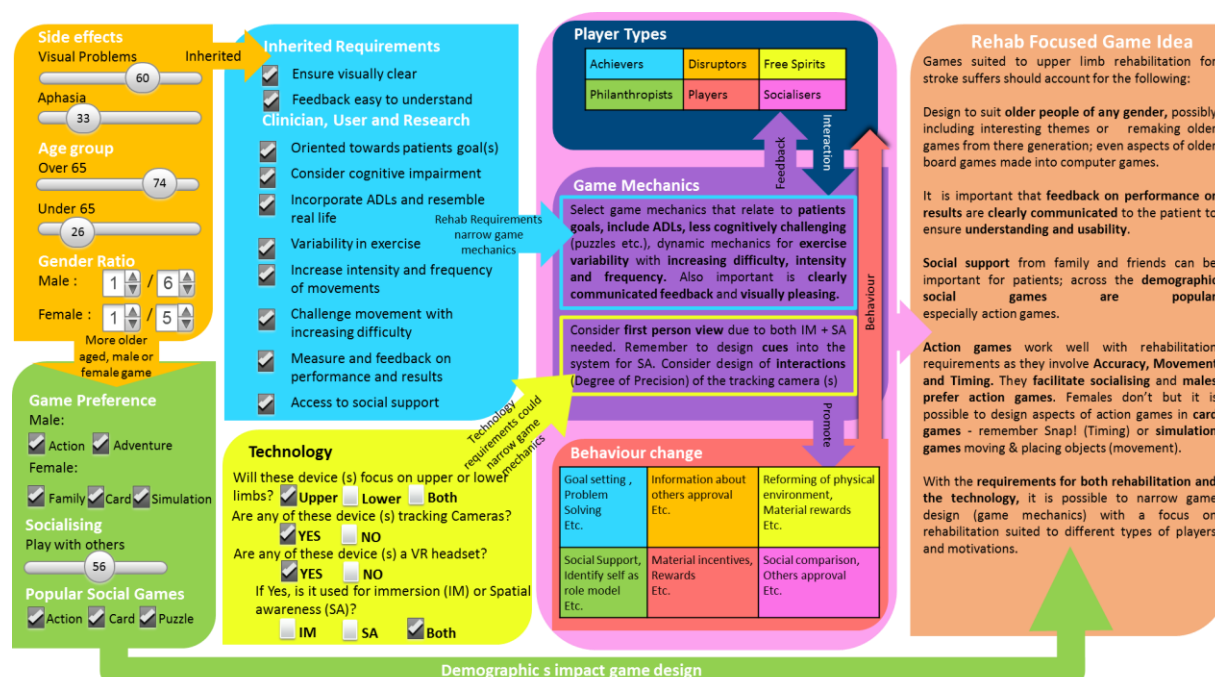 Side effects
Visual Problems
60
Aphasia
33
Age group
Over 65
74
Under 65
26
Gender Ratio
Male : 1 / 6
Female : 1 / 5
More older
aged, male or
female game
Game Preference
Male:
Action Adventure
Female:
Family Card Simulation
Socialising
Play with others
56
Popular Social Games
Action Card Puzzle
Inherited
Inherited Requirements
Ensure visually clear
Feedback easy to understand
Clinician, User and Research
Oriented towards patients goal(s)
Consider cognitive impairment
Incorporate ADLs and resemble
real life
Variability in exercise
Increase intensity and frequency
of movements
Challenge movement with
increasing difficulty
Measure and feedback on
performance and results
Access to social support
Rehab Requirements
narrow game
mechanics
Technology
Will these device (s) focus on upper or lower
limbs? Upper Lower Both
Are any of these device (s) tracking Cameras?
YES NO
Are any of these device (s) a VR headset?
YES NO
If Yes, is it used for immersion (IM) or Spatial
awareness (SA)?
IM SA Both
Technology
requirements could
narrow game
mechanics
Player Types
Achievers Disruptors Free Spirits
Philanthropists Players Socialisers
Feedback
Interaction
Game Mechanics
Select game mechanics that relate to patients
goals, include ADLs, less cognitively challenging
(puzzles etc.), dynamic mechanics for exercise
variability with increasing difficulty, intensity
and frequency. Also important is clearly
communicated feedback and visually pleasing.
Consider first person view due to both IM + SA
needed. Remember to design cues into the
system for SA. Consider design of interactions
(Degree of Precision) of the tracking camera (s)
Promote
Behaviour
Behaviour change
Goal setting ,
Problem
Solving
Etc.
Information about
others approval
Etc.
Reforming of physical
environment,
Material rewards
Etc.
Social Support,
Identify self as
role model
Etc.
Material incentives,
Rewards
Etc.
Social comparison,
Others approval
Etc.
Rehab Focused Game Idea
Games suited to upper limb rehabilitation for
stroke suffers should account for the following:
Design to suit older people of any gender, possibly
including interesting themes or remaking older
games from there generation; even aspects of older
board games made into computer games.
It is important that feedback on performance or
results are clearly communicated to the patient to
ensure understanding and usability.
Social support from family and friends can be
important for patients; across the demographic
social games are popular
especially action games.
Action games work well with rehabilitation
requirements as they involve Accuracy, Movement
and Timing. They facilitate socialising and males
prefer action games. Females don't but it is
possible to design aspects of action games in card
games - remember Snap! (Timing) or simulation
games moving & placing objects (movement).
With the requirements for both rehabilitation and
the technology, it is possible to narrow game
design (game mechanics) with a focus on
rehabilitation suited to different types of players
and motivations.
Demographic s impact game design